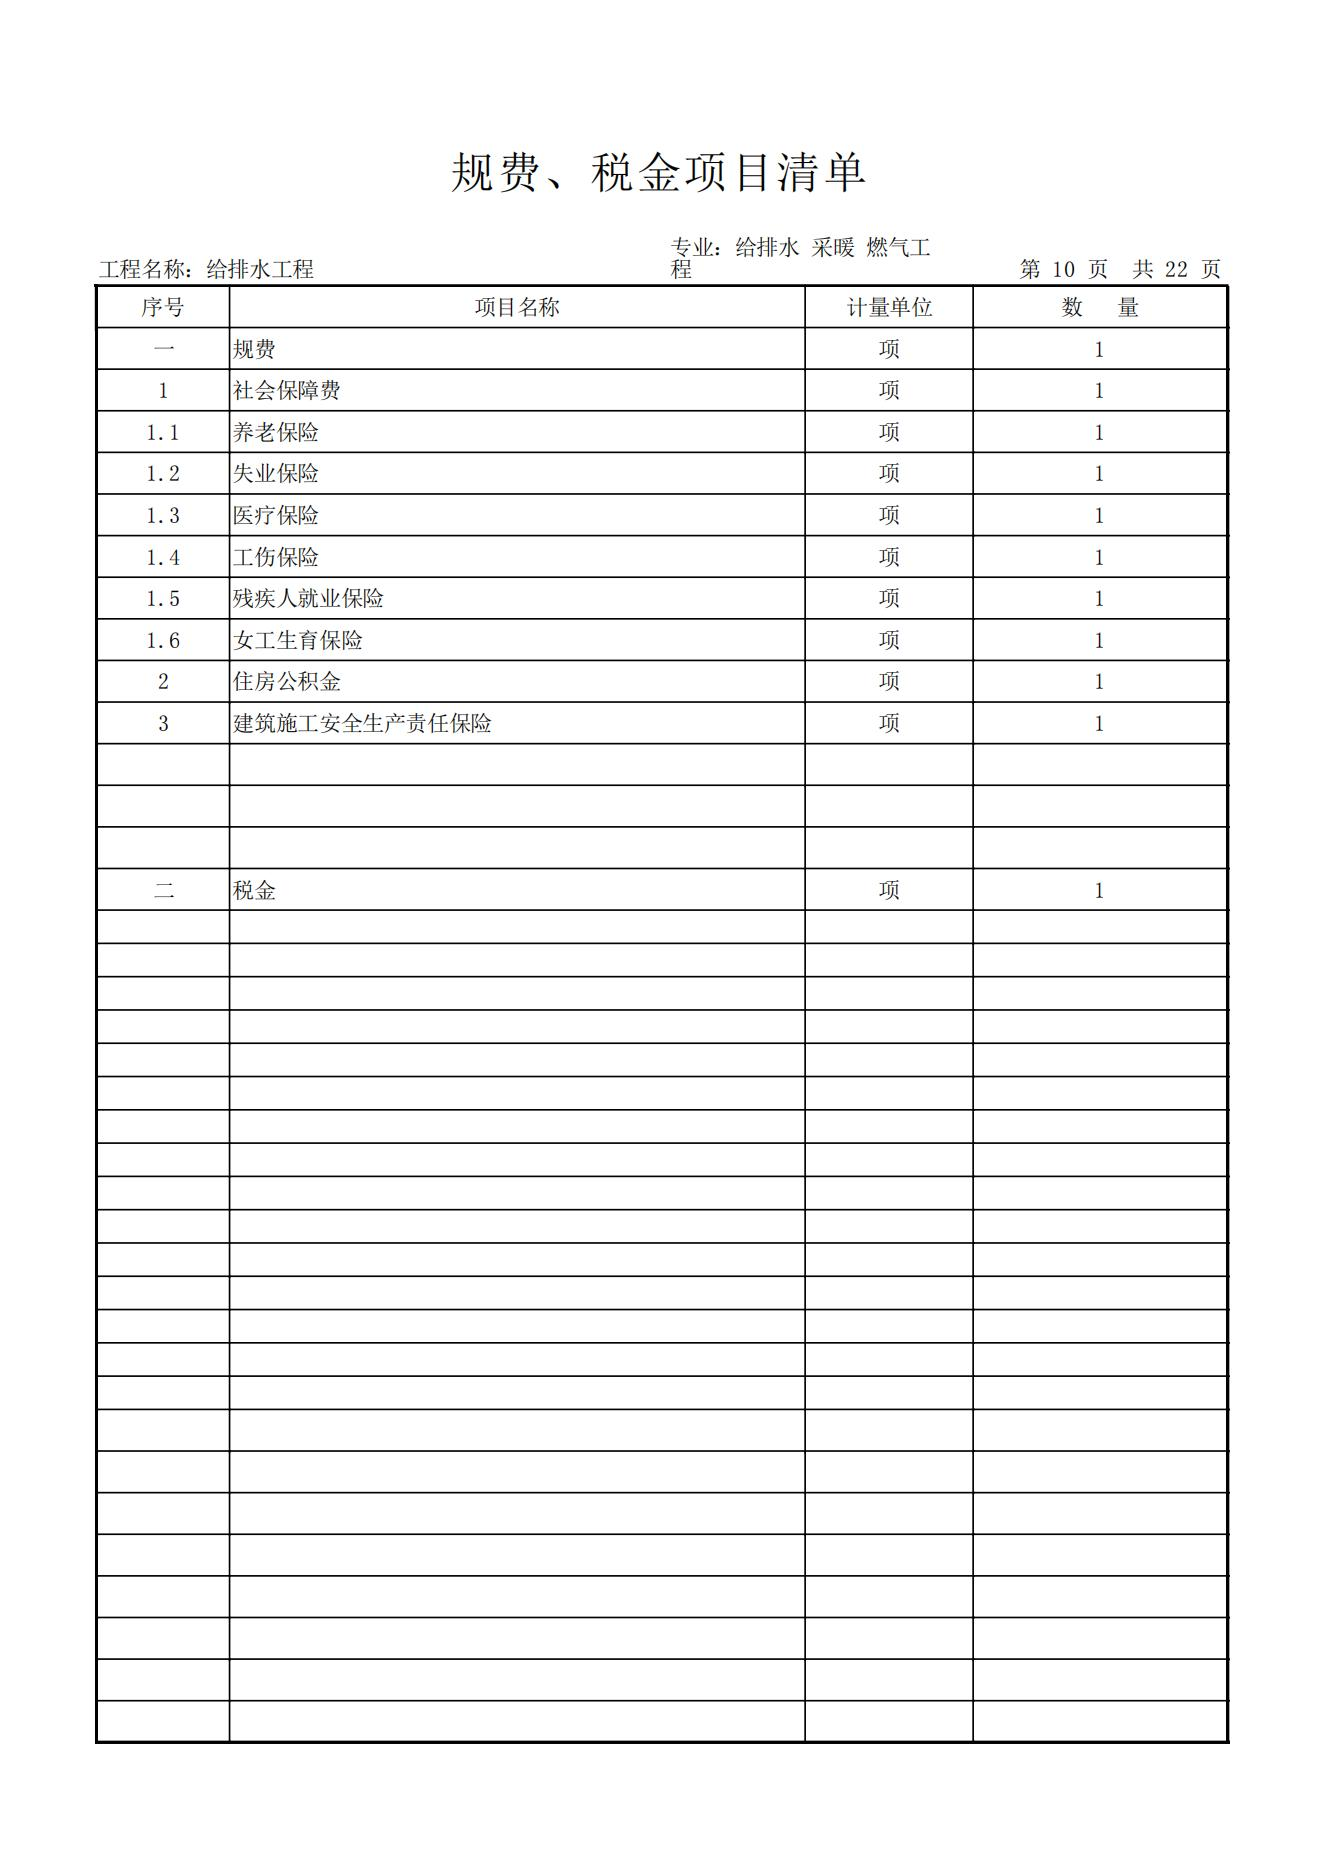 规费、税金项目清单
专业：给排水 采暖 燃气工
工程名称：给排水工程 程 第 10 页 共 22 页
序号 项目名称 计量单位 数 量
一 规费 项 1
1 社会保障费 项 1
1.1 养老保险 项 1
1.2 失业保险 项 1
1.3 医疗保险 项 1
1.4 工伤保险 项 1
1.5 残疾人就业保险 项 1
1.6 女工生育保险 项 1
2 住房公积金 项 1
3 建筑施工安全生产责任保险 项 1
二 税金 项 1